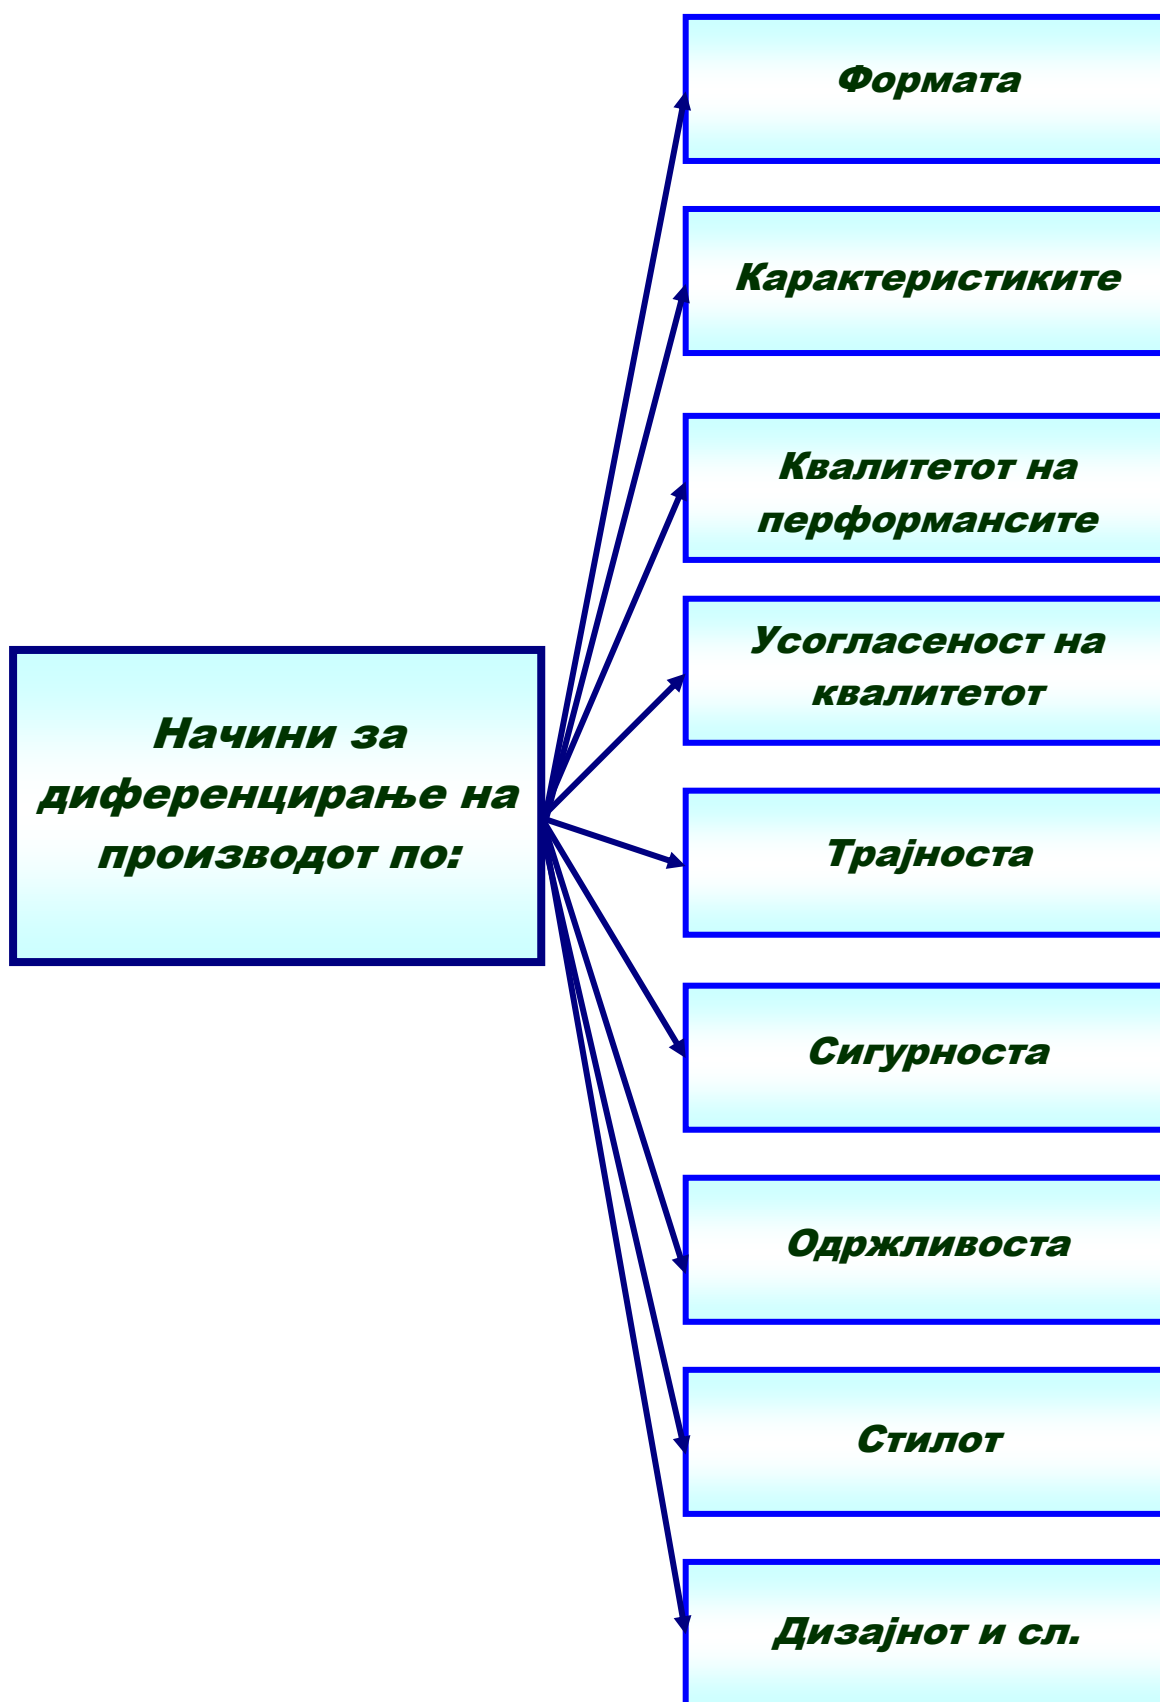 Начини за
диференцирање на
производот по:
Формата
Карактеристиките
Квалитетот на
перформансите
Усогласеност на
квалитетот
Трајноста
Сигурноста
Одржливоста
Стилот
Дизајнот и сл.